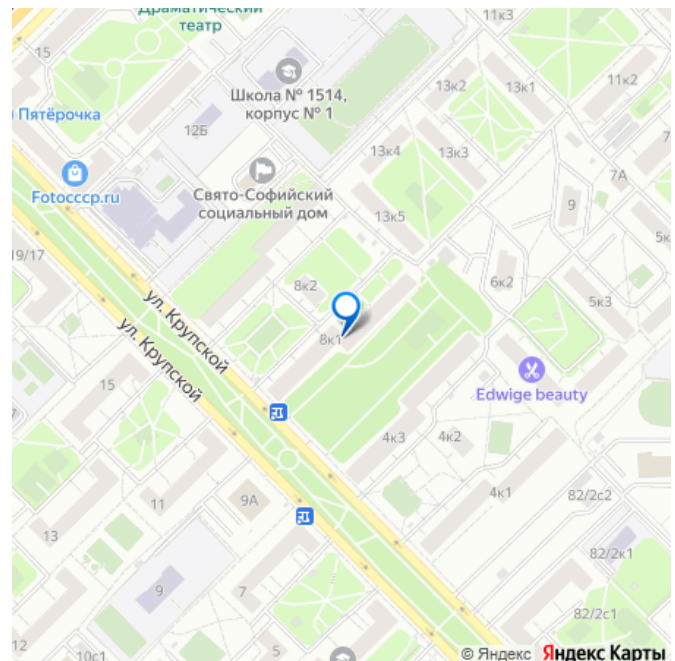 Драматический
театр
11к3
15
Школа № 1514,
корпус № 1
13к2
13к1
11к2
Пятёрочка
12Б
13к4
13к3
7А
Fotocccp.ru
Свято-Софийский
социальный дом
13к5
9
5к
19/17
8к2
6к2
5к3
ул. Крупской
8к1
ул. Крупской
15
Edwige beauty
4к3
4к2
4к1
82/2с2
9А
11
13
82/2к1
9
7
82/2с1
12
10с1
5
© Яндекс Яндекс Карты